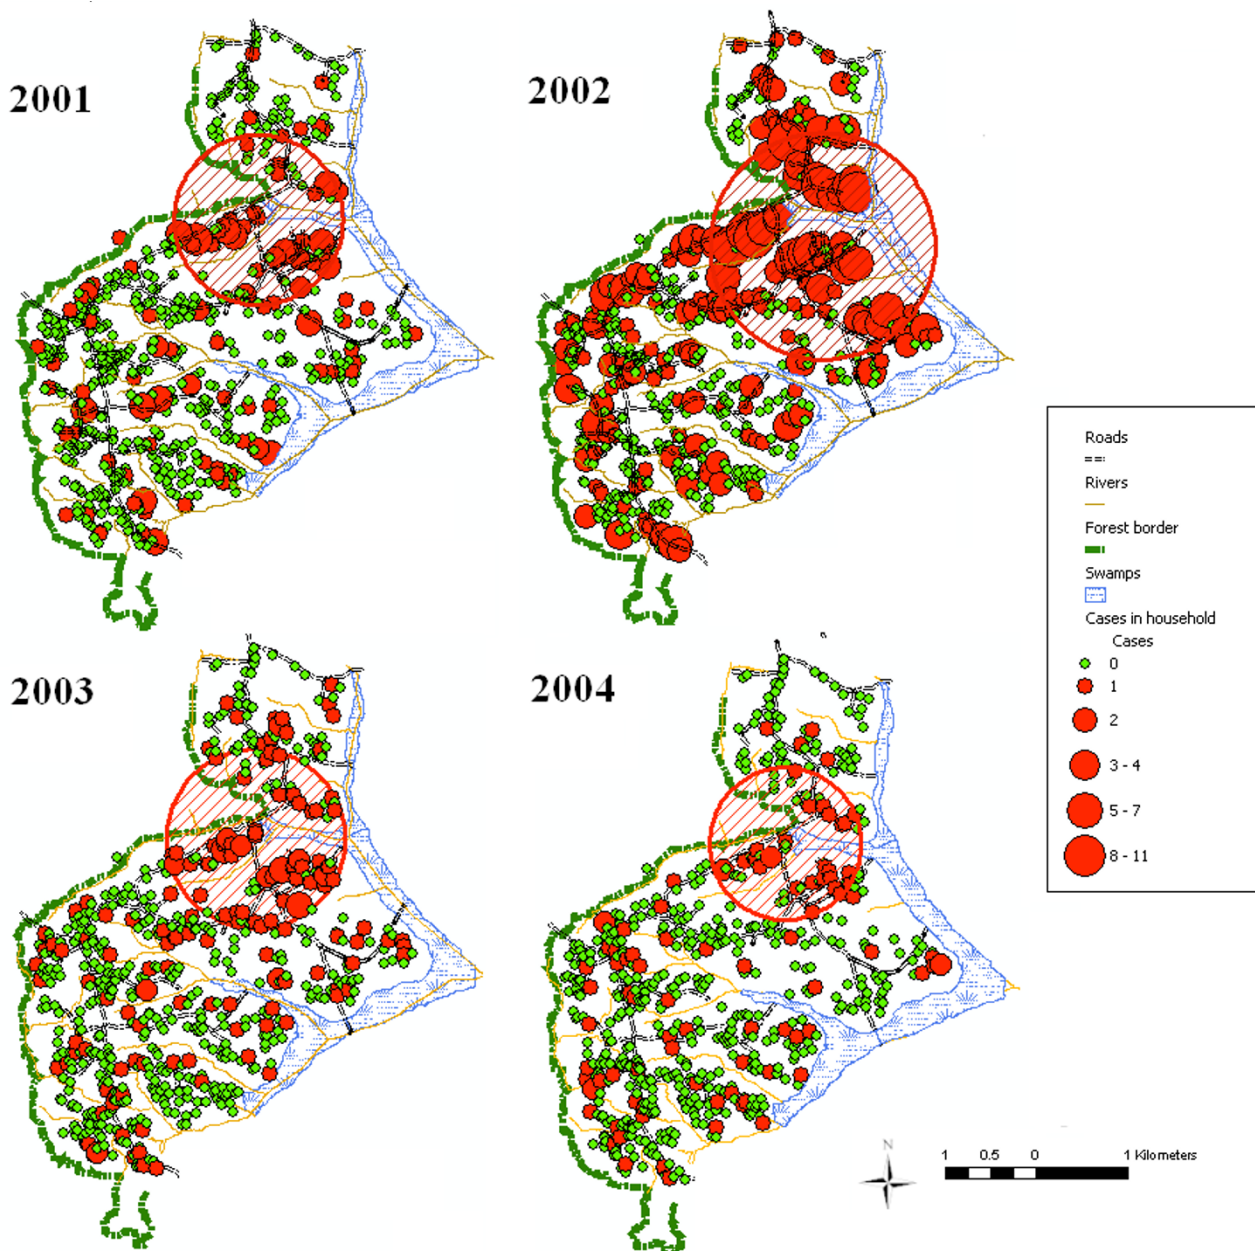 2001
2002
2003
2004
Roads
Rivers
Forest border
Swamps
Cases in household
Cases
0
1
2
3 - 4
5 - 7
8 - 11
N
1 0.5 0 1 Kilometers